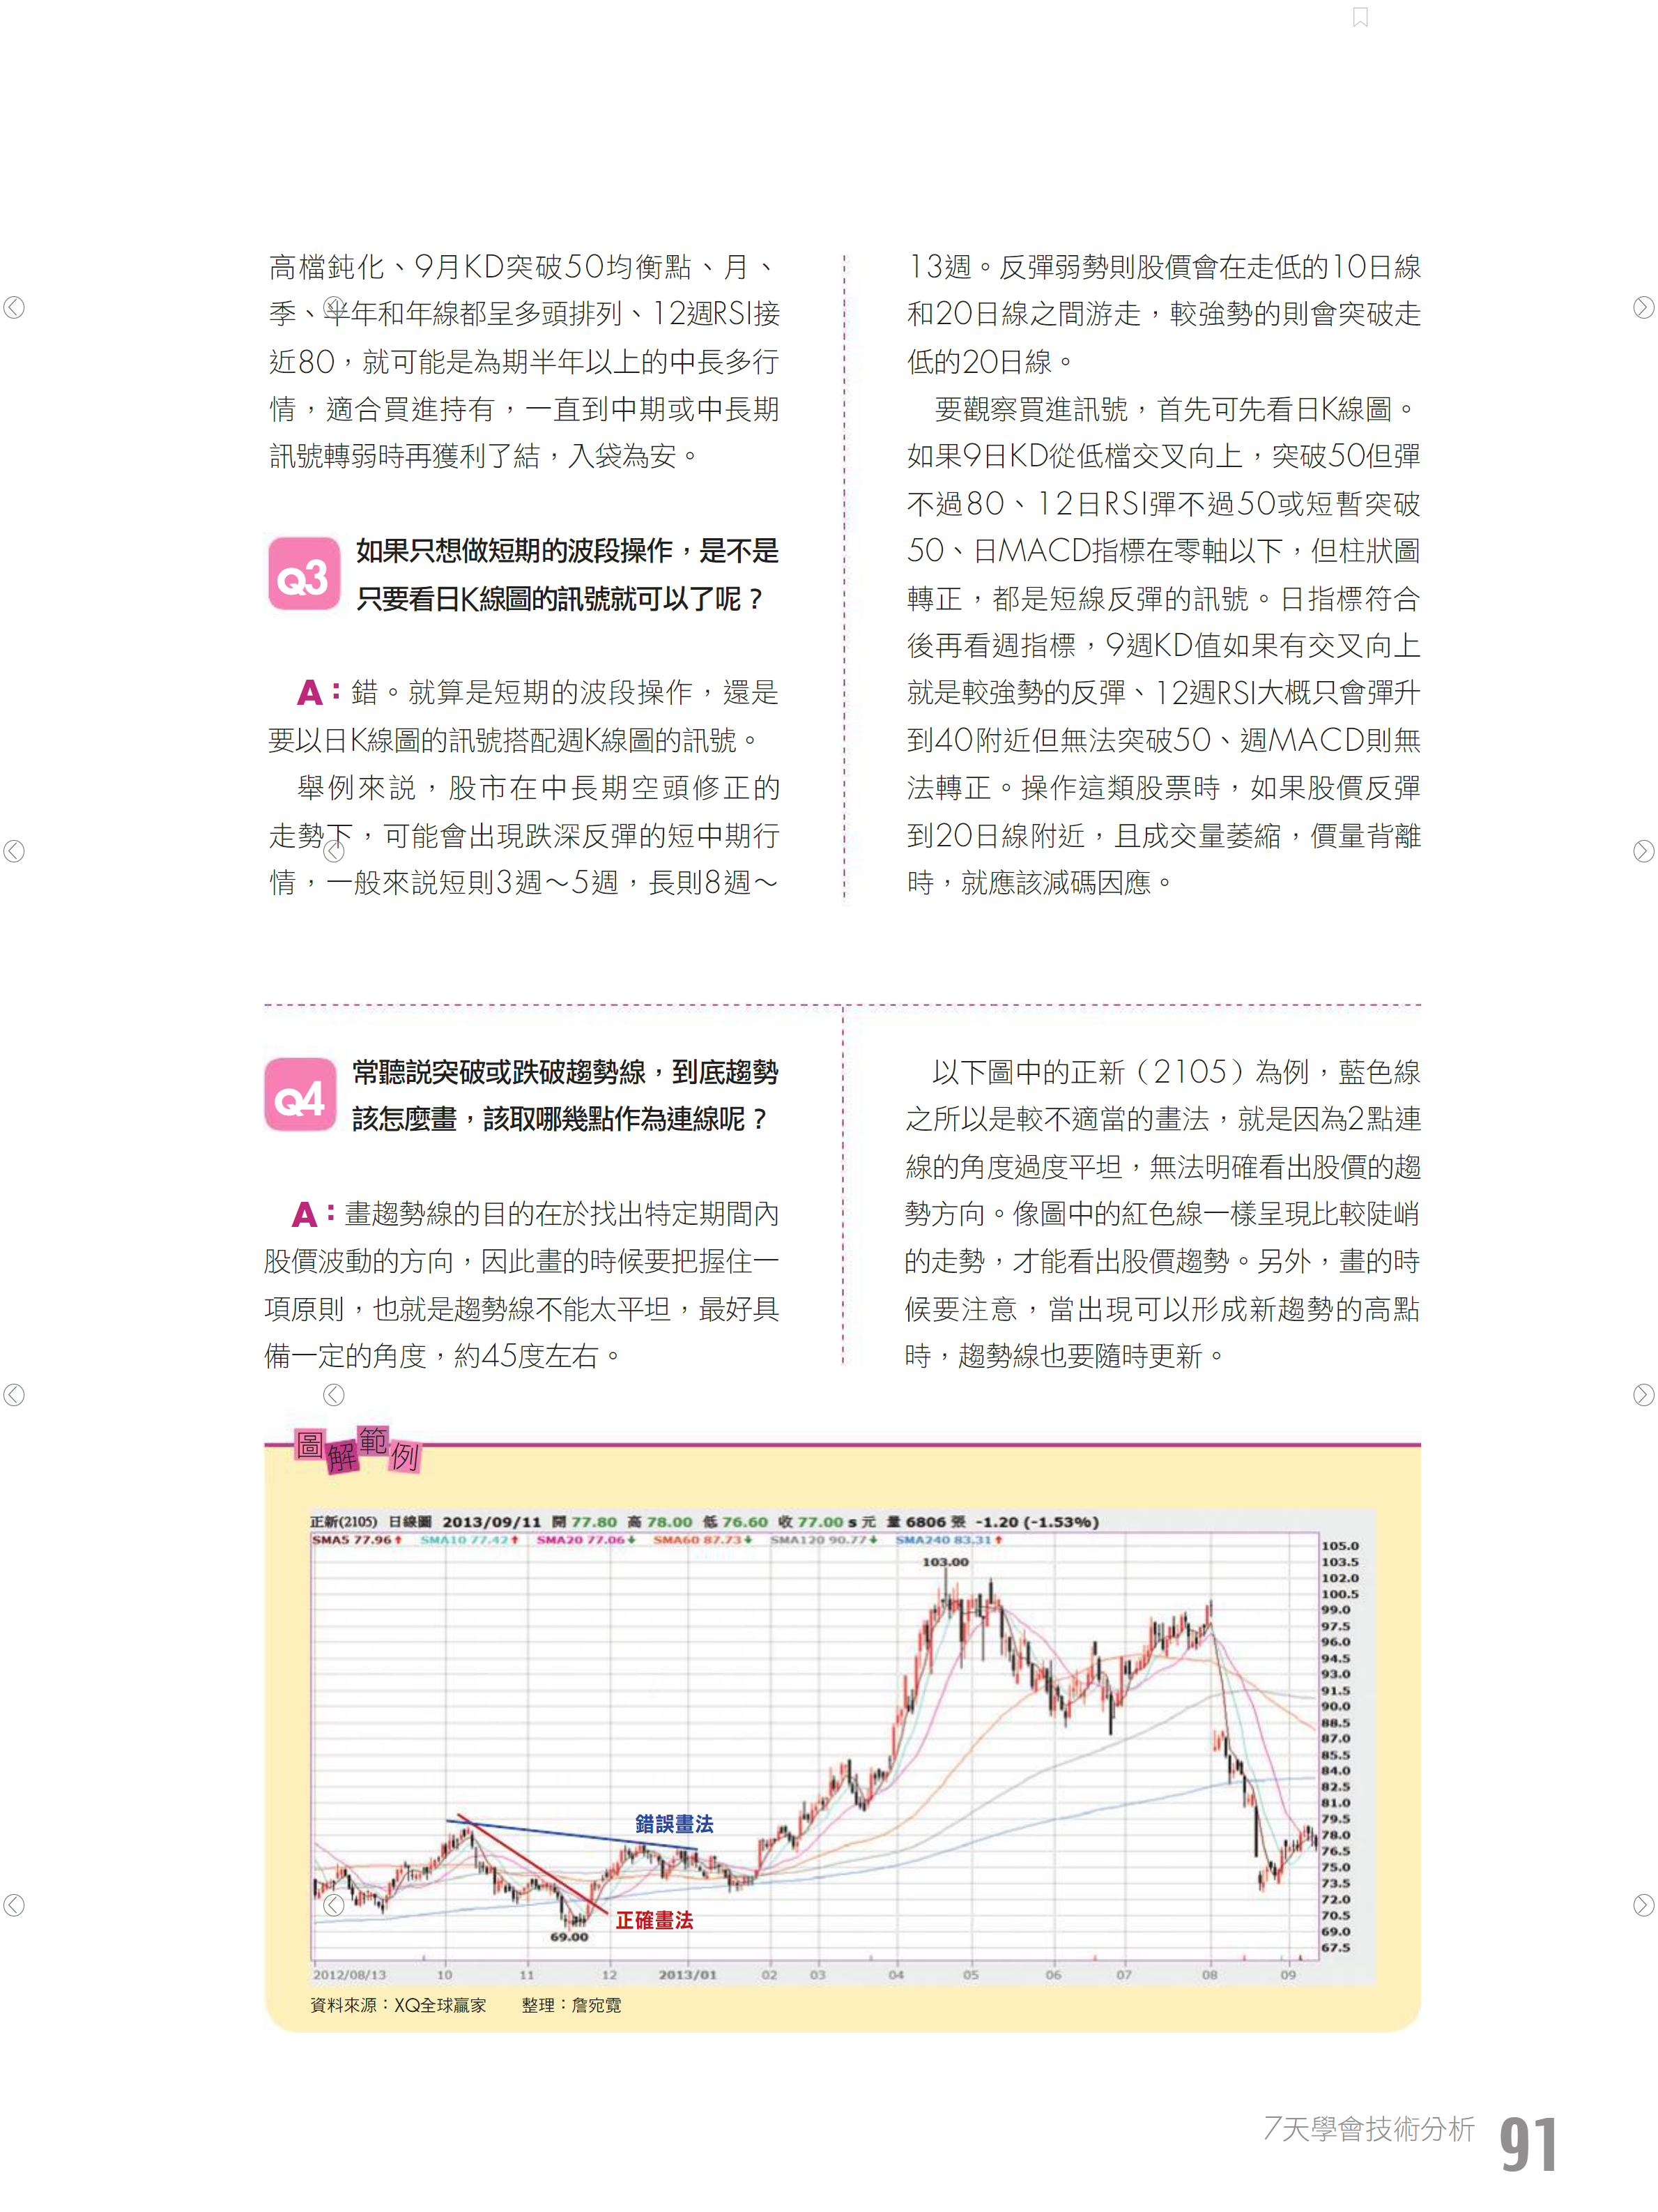 高檔鈍化、9月KD突破50均衡點、月、
季、半年和年線都呈多頭排列、12週RSI接
近80，就可能是為期半年以上的中長多行
情，適合買進持有，一直到中期或中長期
訊號轉弱時再獲利了結，入袋為安。
Q3
如果只想做短期的波段操作，是不是
只要看日K線圖的訊號就可以了呢？
A：錯。就算是短期的波段操作，還是
要以日K線圖的訊號搭配週K線圖的訊號。
舉例來說，股市在中長期空頭修正的
走勢下，可能會出現跌深反彈的短中期行
情，一般來說短則3週～5週，長則8週～
13週。反彈弱勢則股價會在走低的10日線
和20日線之間游走，較強勢的則會突破走
低的20日線。
要觀察買進訊號，首先可先看日K線圖。
如果9日KD從低檔交叉向上，突破50但彈
不過80、12日RSI彈不過50或短暫突破
50、日MACD指標在零軸以下，但柱狀圖
轉正，都是短線反彈的訊號。日指標符合
後再看週指標，9週KD值如果有交叉向上
就是較強勢的反彈、12週RSI大概只會彈升
到40附近但無法突破50、週MACD則無
法轉正。操作這類股票時，如果股價反彈
到20日線附近，且成交量萎縮，價量背離
時，就應該減碼因應。
Q4
常聽說突破或跌破趨勢線，到底趨勢
該怎麼畫，該取哪幾點作為連線呢？
A：畫趨勢線的目的在於找出特定期間內
股價波動的方向，因此畫的時候要把握住一
項原則，也就是趨勢線不能太平坦，最好具
備一定的角度，約45度左右。
以下圖中的正新（2105）為例，藍色線
之所以是較不適當的畫法，就是因為2點連
線的角度過度平坦，無法明確看出股價的趨
勢方向。像圖中的紅色線一樣呈現比較陡峭
的走勢，才能看出股價趨勢。另外，畫的時
候要注意，當出現可以形成新趨勢的高點
時，趨勢線也要隨時更新。
圖解範例
正新(2105) 日線圖 2013/09/11 開 77.80 高 78.00 低 76.60 收 77.00 s 元 量 6806 張 -1.20 (-1.53%)
SMA5 77.96↑ SMA10 77.42↑ SMA20 77.06↓ SMA60 87.73↓ SMA120 90.77↓ SMA240 83.31↑
105.0
103.5
102.0
100.5
99.0
97.5
96.0
94.5
93.0
91.5
90.0
88.5
87.0
85.5
84.0
82.5
81.0
79.5
78.0
76.5
75.0
73.5
72.0
70.5
69.0
67.5
103.00
錯誤畫法
正確畫法
69.00
2012/08/13 10 11 12 2013/01 02 03 04 05 06 07 08 09
資料來源：XQ全球贏家 整理：詹宛霓
7天學會技術分析 91